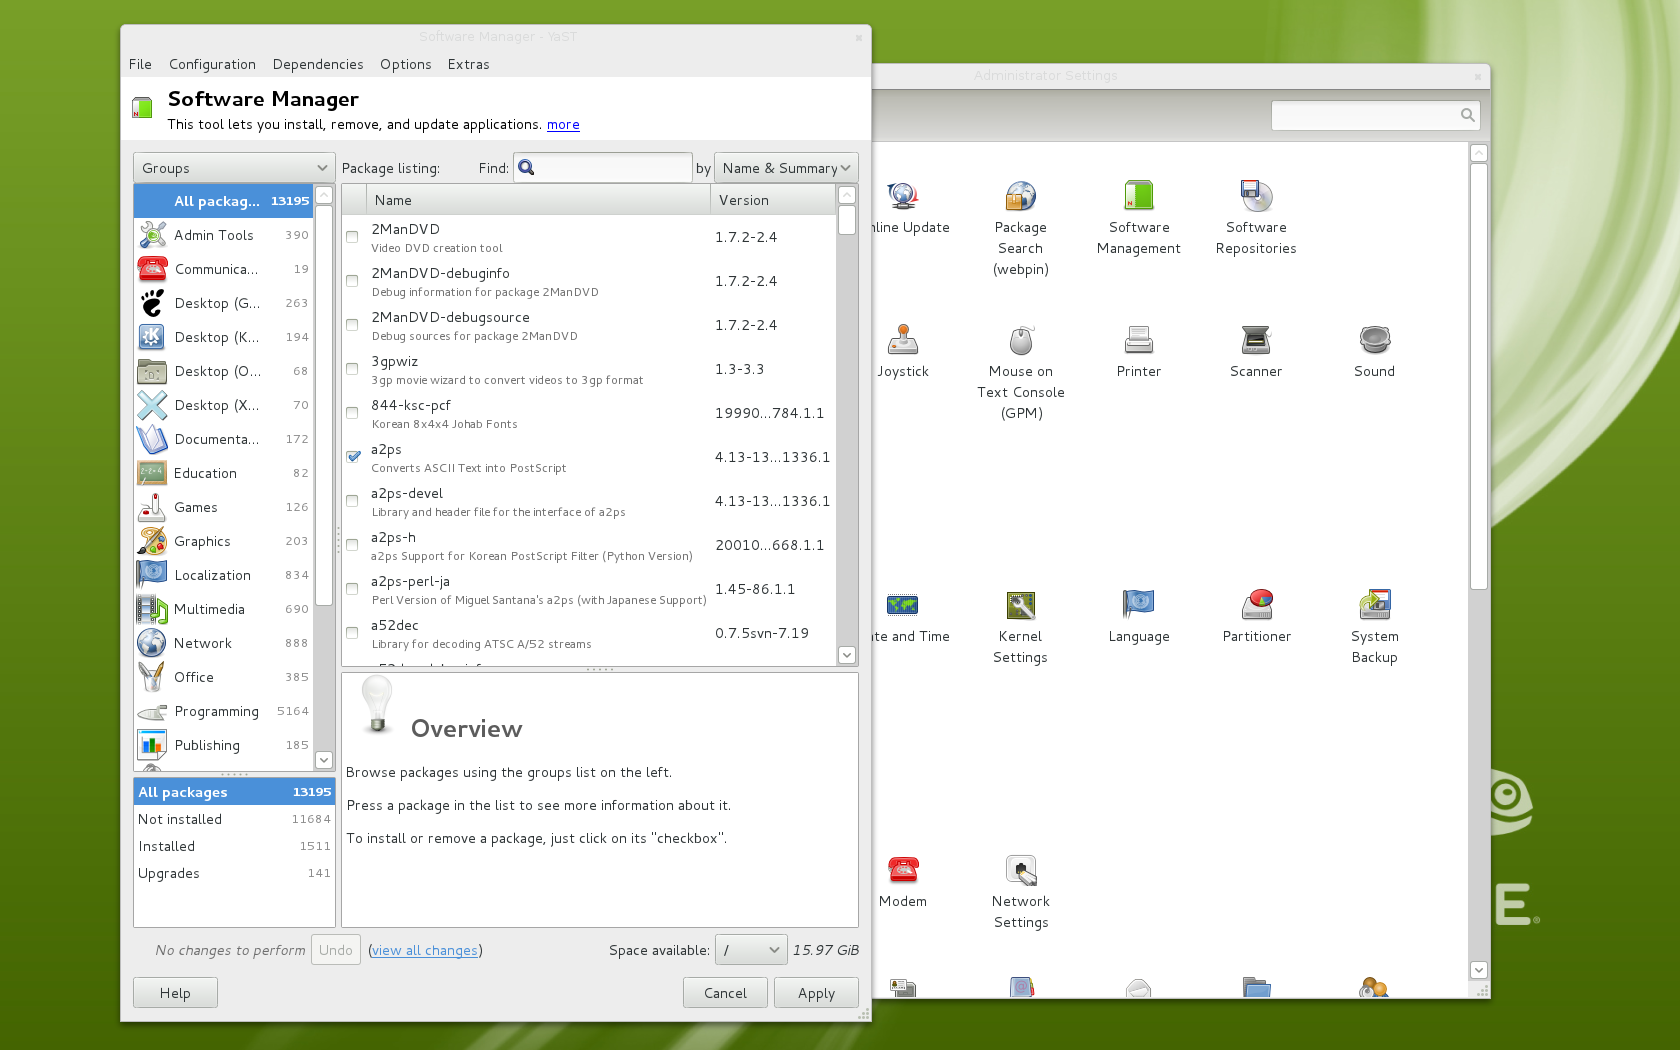 Software Manager - YaST
File Configuration Dependencies Options Extras
Software Manager
This tool lets you install, remove, and update applications. more
Groups
Package listing:
Find:
by
Name & Summary
All packag... 13195
Admin Tools 390
Communica... 19
Desktop (G... 263
Desktop (K... 194
Desktop (O... 68
Desktop (X... 70
Documenta... 172
Education 82
Games 126
Graphics 203
Localization 834
Multimedia 690
Network 888
Office 385
Programming 5164
Publishing 185
All packages 13195
Not installed 11684
Installed 1511
Upgrades 141
Name Version
2ManDVD
Video DVD creation tool
1.7.2-2.4
2ManDVD-debuginfo
Debug information for package 2ManDVD
1.7.2-2.4
2ManDVD-debugsource
Debug sources for package 2ManDVD
1.7.2-2.4
3gpwiz
3gp movie wizard to convert videos to 3gp format
1.3-3.3
844-ksc-pcf
Korean 8x4x4 Johab Fonts
19990...784.1.1
a2ps
Converts ASCII Text into PostScript
4.13-13...1336.1
a2ps-devel
Library and header file for the interface of a2ps
4.13-13...1336.1
a2ps-h
a2ps Support for Korean PostScript Filter (Python Version)
20010...668.1.1
a2ps-perl-ja
Perl Version of Miguel Santana's a2ps (with Japanese Support)
1.45-86.1.1
a52dec
Library for decoding ATSC A/52 streams
0.7.5svn-7.19
Overview
Browse packages using the groups list on the left.
Press a package in the list to see more information about it.
To install or remove a package, just click on its "checkbox".
No changes to perform
Undo
(view all changes)
Space available:
/
15.97 GiB
Help
Cancel
Apply
Administrator Settings
nline Update
Package
Search
(webpin)
Software
Management
Software
Repositories
Joystick
Mouse on
Text Console
(GPM)
Printer
Scanner
Sound
te and Time
Kernel
Settings
Language
Partitioner
System
Backup
Modem
Network
Settings
E